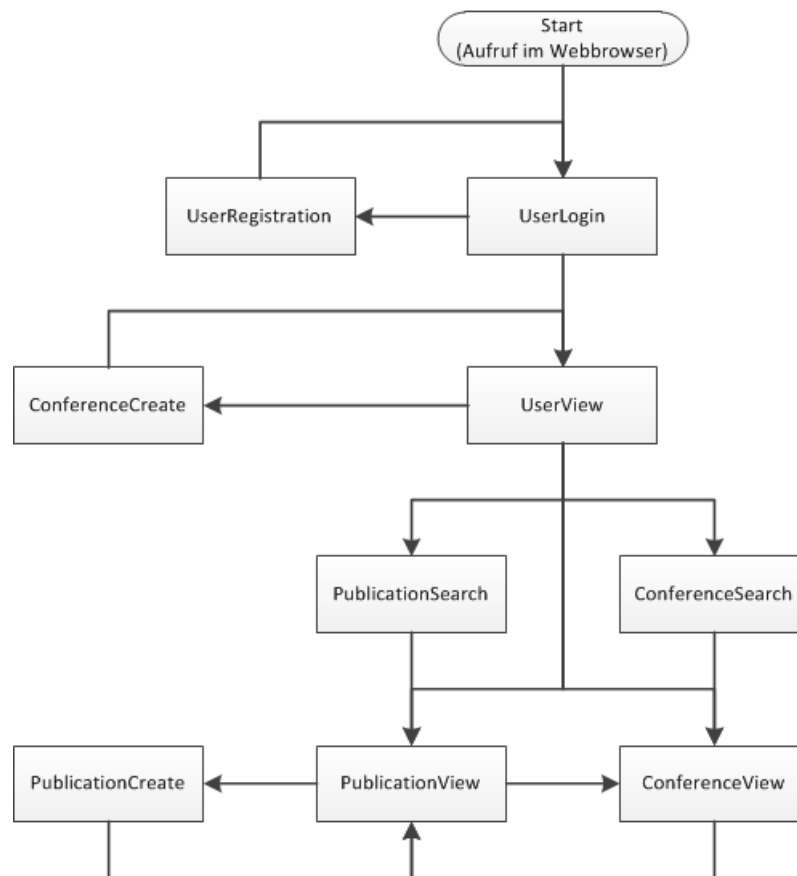 Start
(Aufruf im Webbrowser)
UserRegistration
UserLogin
ConferenceCreate
UserView
PublicationSearch
ConferenceSearch
PublicationCreate
PublicationView
ConferenceView